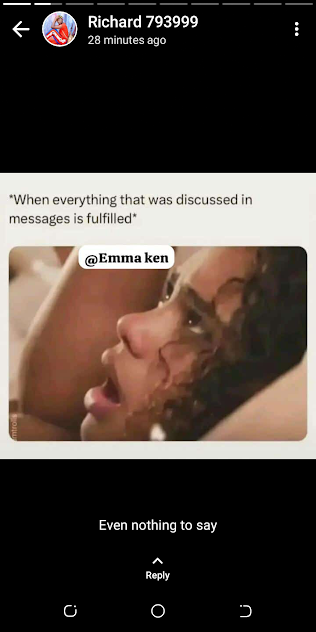 Richard 793999
28 minutes ago
*When everything that was discussed in
messages is fulfilled*
@Emma ken
Even nothing to say
Reply